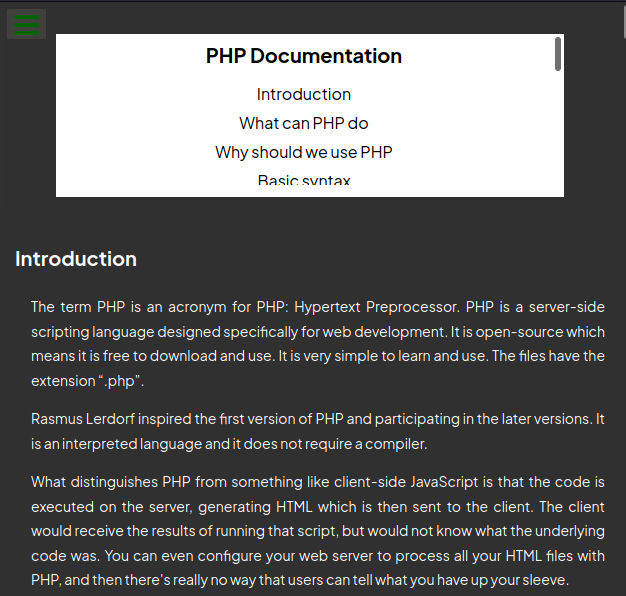 PHP Documentation
Introduction
What can PHP do
Why should we use PHP
Basic syntax
Introduction
The term PHP is an acronym for PHP: Hypertext Preprocessor. PHP is a server-side
scripting language designed specifically for web development. It is open-source which
means it is free to download and use. It is very simple to learn and use. The files have the
extension “.php”.
Rasmus Lerdorf inspired the first version of PHP and participating in the later versions. It
is an interpreted language and it does not require a compiler.
What distinguishes PHP from something like client-side JavaScript is that the code is
executed on the server, generating HTML which is then sent to the client. The client
would receive the results of running that script, but would not know what the underlying
code was. You can even configure your web server to process all your HTML files with
PHP, and then there's really no way that users can tell what you have up your sleeve.